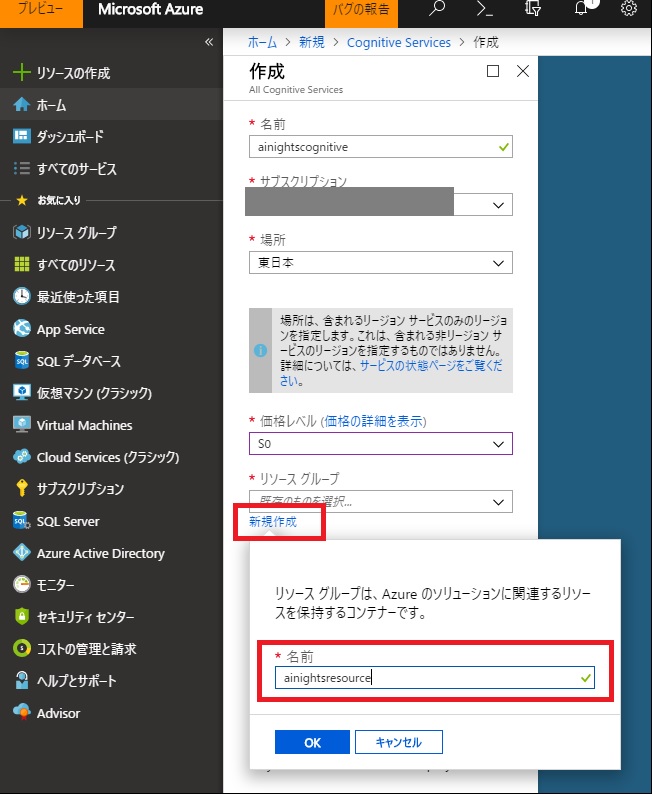 プレビュー
Microsoft Azure
バグの報告
1
«
リソースの作成
ホーム
ダッシュボード
すべてのサービス
お気に入り
リソース グループ
すべてのリソース
最近使った項目
App Service
SQL データベース
仮想マシン (クラシック)
Virtual Machines
Cloud Services (クラシック)
サブスクリプション
SQL Server
Azure Active Directory
モニター
セキュリティ センター
コストの管理と請求
ヘルプとサポート
Advisor
ホーム > 新規 > Cognitive Services > 作成
作成
All Cognitive Services
* 名前
ainightscognitive
* サブスクリプション
* 場所
東日本
場所は、含まれるリージョン サービスのみのリージョ
ンを指定します。これは、含まれる非リージョン サ
ービスのリージョンを指定するものではありません。
詳細については、サービスの状態ページをご覧くだ
さい。
* 価格レベル (価格の詳細を表示)
S0
* リソース グループ
既存のものを選択...
新規作成
リソース グループは、Azure のソリューションに関連するリソー
スを保持するコンテナーです。
* 名前
ainightsresource
OK
キャンセル